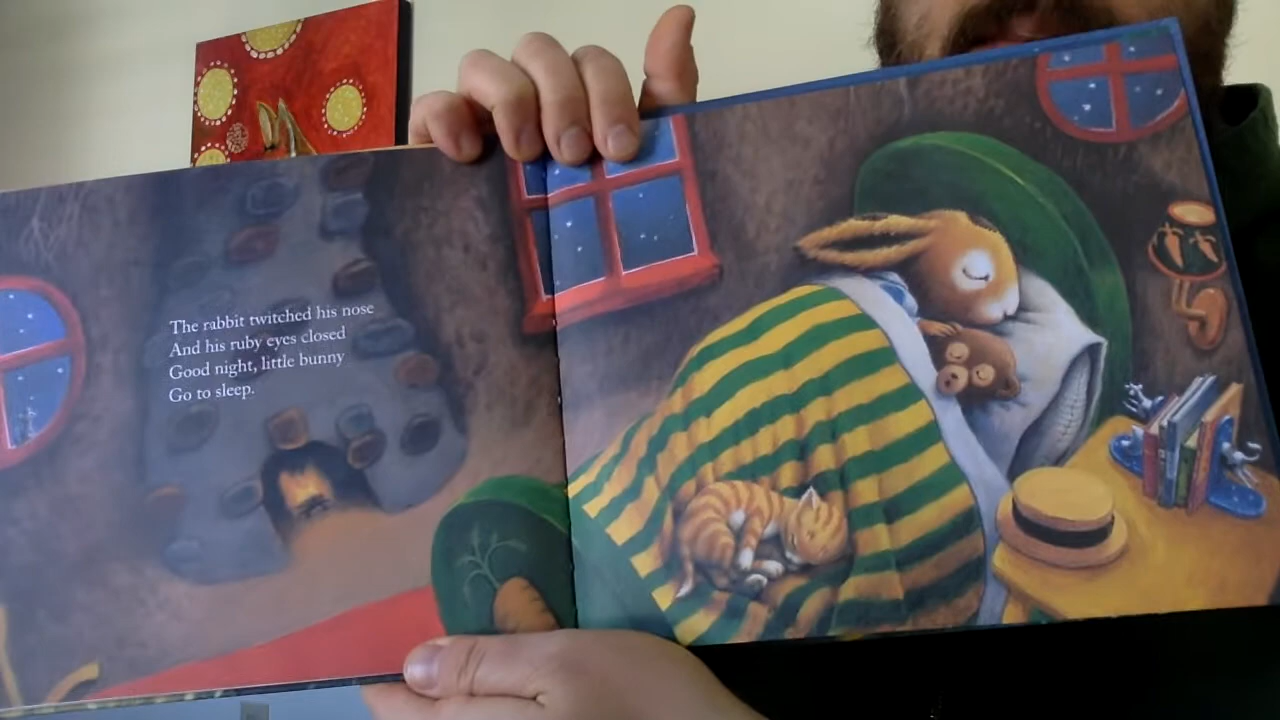 The rabbit twitched his nose
And his ruby eyes closed
Good night, little bunny
Go to sleep.